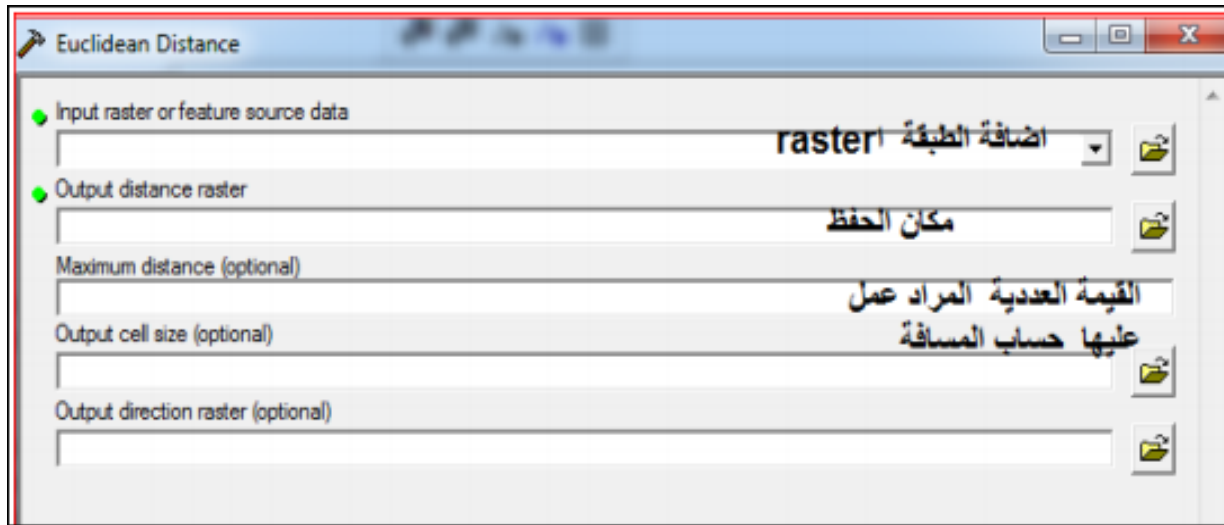 Euclidean Distance
Input raster or feature source data
اضافة الطبقة raster ا
Output distance raster
مكان الحفظ
Maximum distance (optional)
القيمة العددية المراد عمل
Output cell size (optional)
عليها حساب المسافة
Output direction raster (optional)